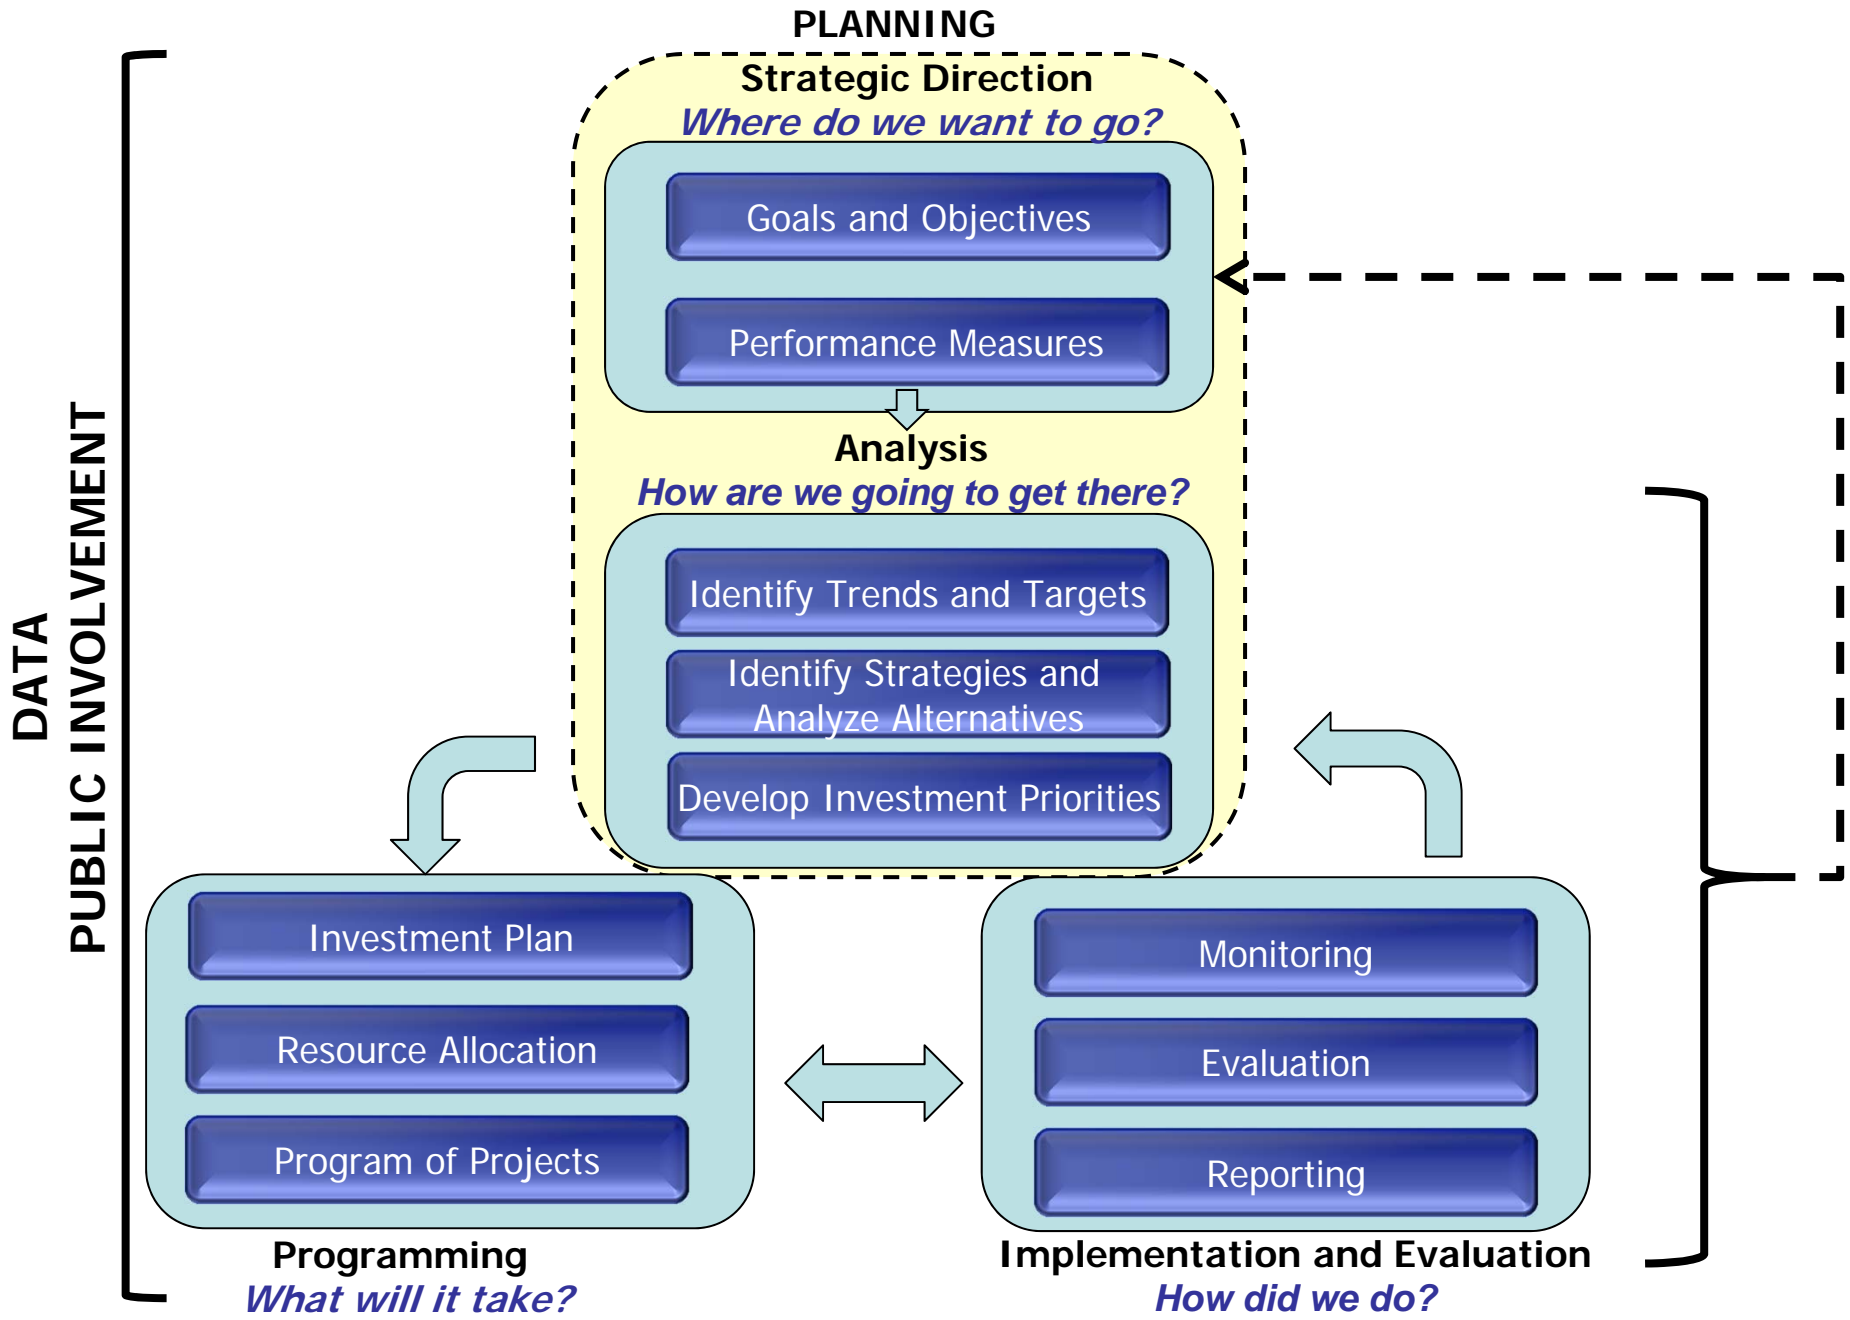 PLANNING
Strategic Direction
Where do we want to go?
Goals and Objectives
Performance Measures
Analysis
How are we going to get there?
Identify Trends and Targets
Identify Strategies and
Analyze Alternatives
Develop Investment Priorities
DATA
PUBLIC INVOLVEMENT
Investment Plan
Resource Allocation
Program of Projects
Programming
What will it take?
Monitoring
Evaluation
Reporting
Implementation and Evaluation
How did we do?